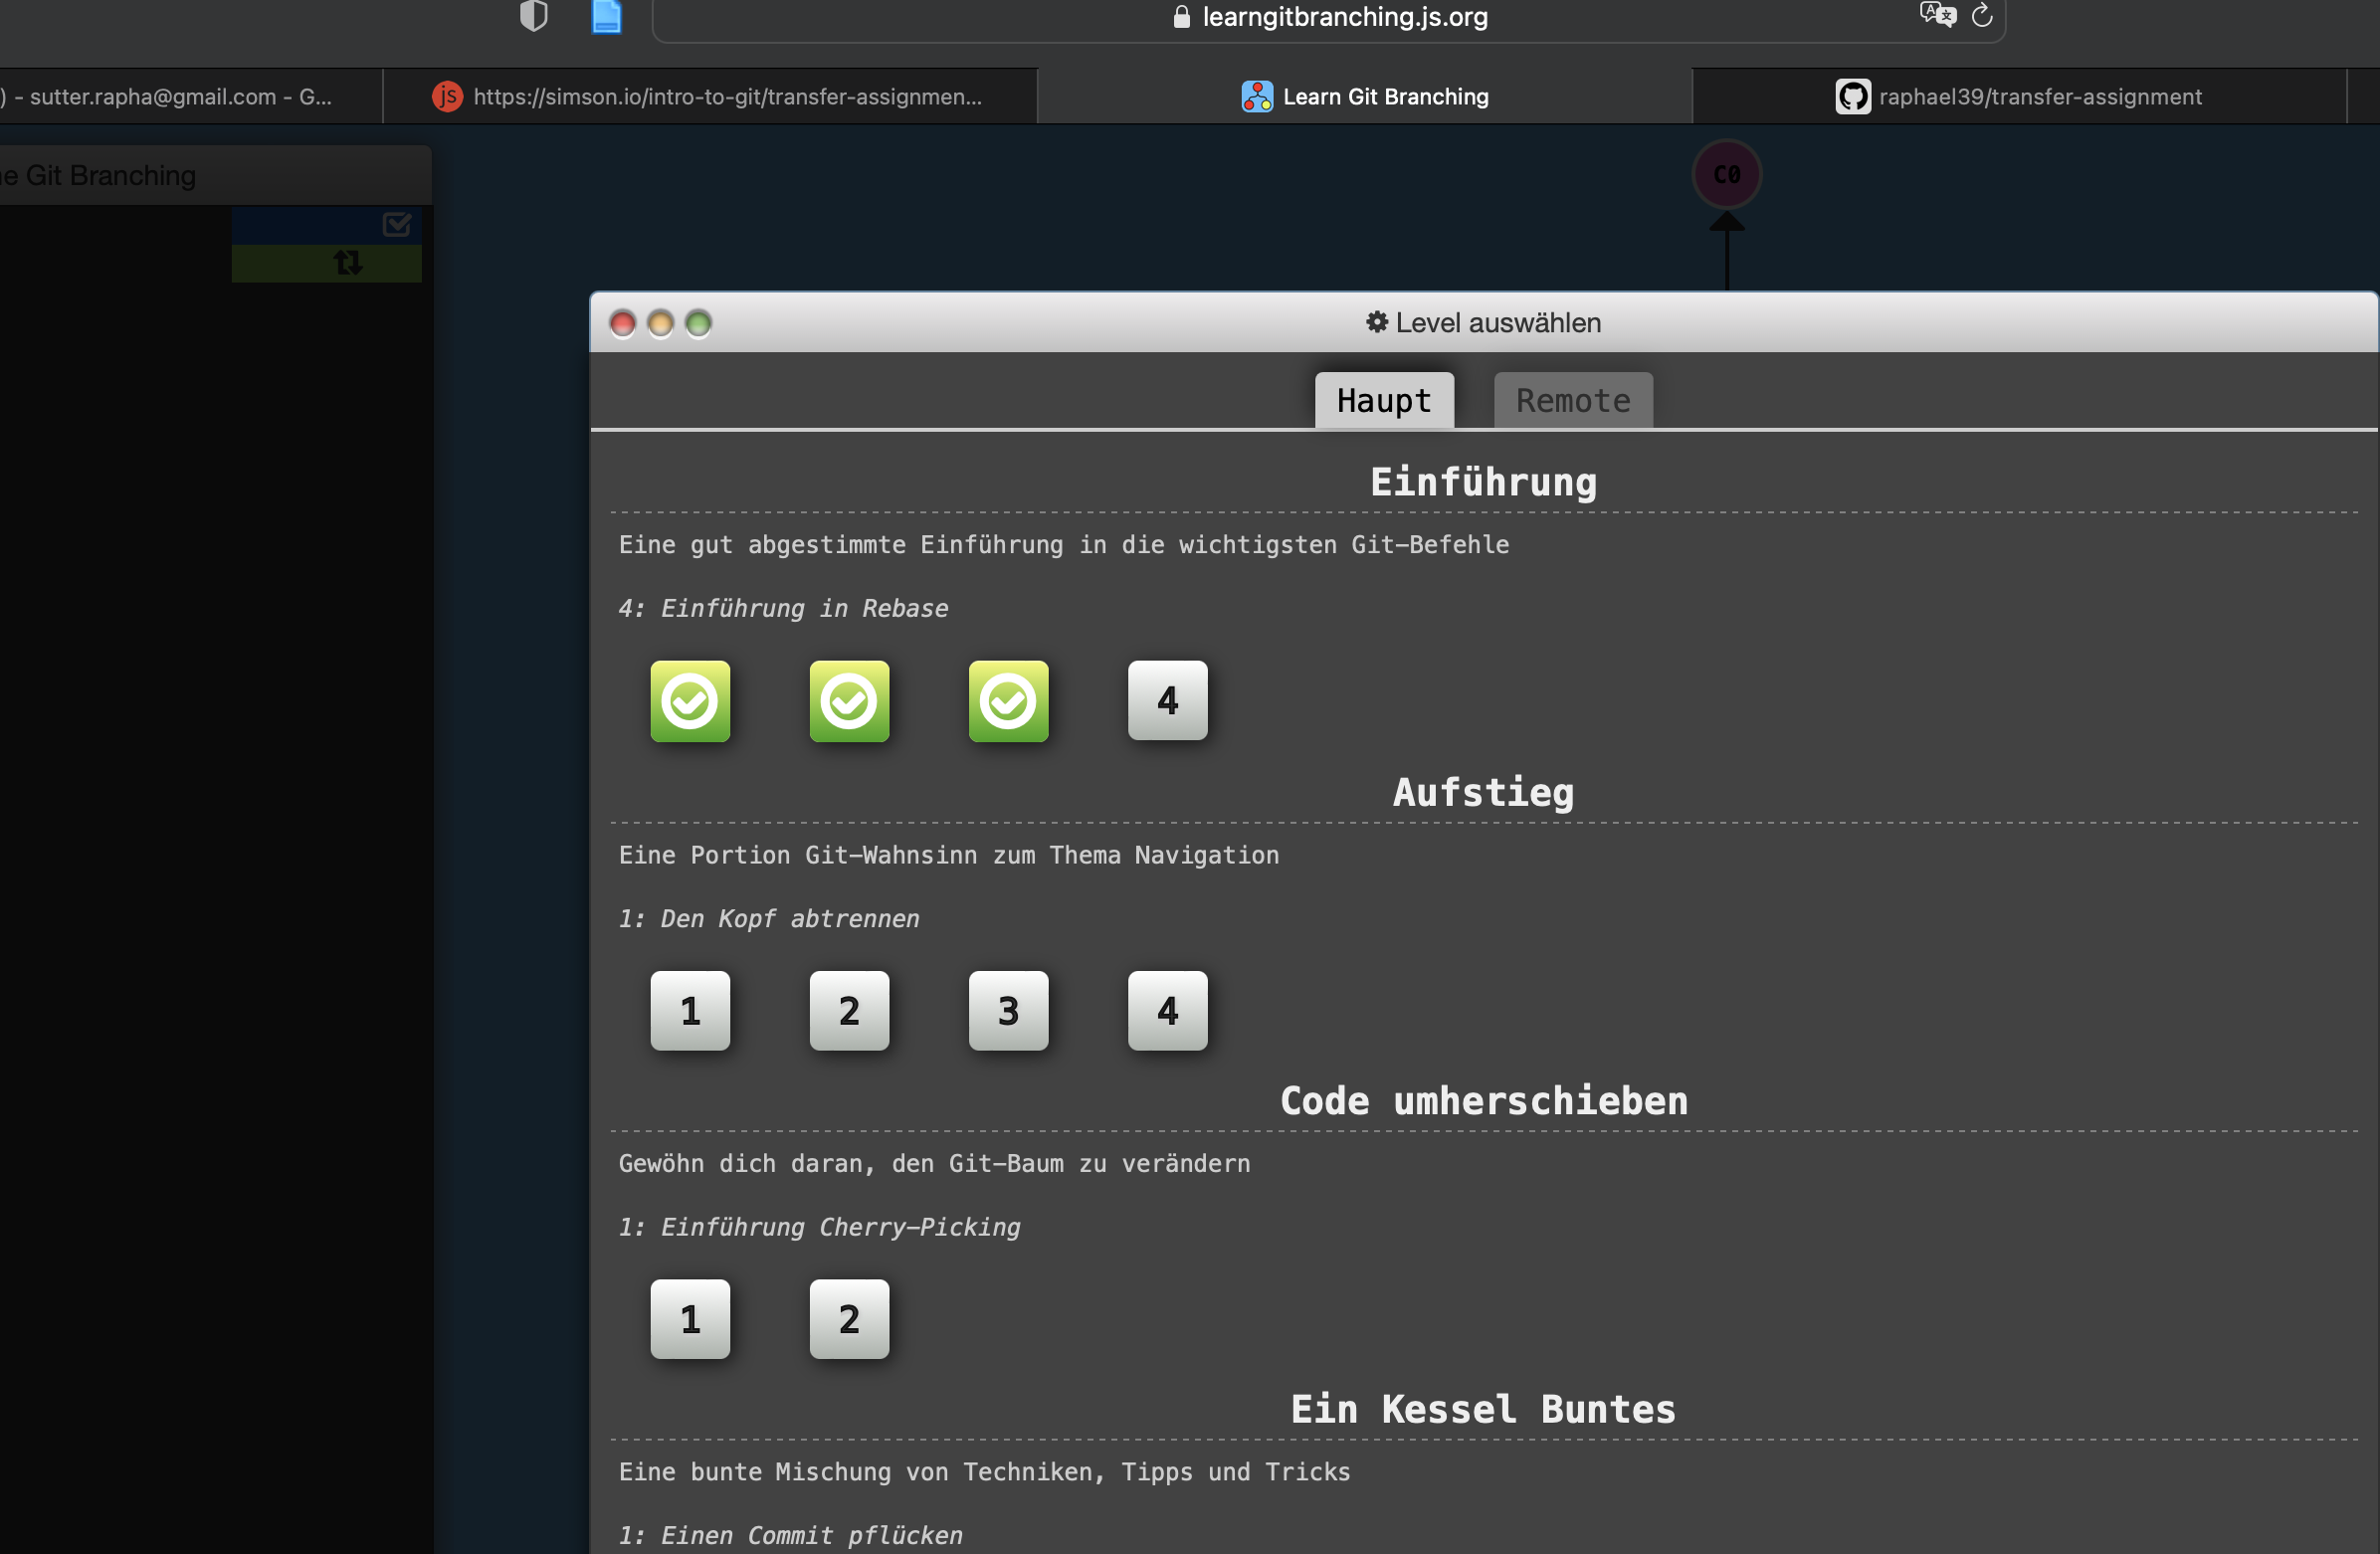 learngitbranching.js.org
) - sutter.rapha@gmail.com - G...
js https://simson.io/intro-to-git/transfer-assignmen...
Learn Git Branching
raphael39/transfer-assignment
Git Branching
C0
Level auswählen
Haupt
Remote
Einführung
Eine gut abgestimmte Einführung in die wichtigsten Git-Befehle
4: Einführung in Rebase
4
Aufstieg
Eine Portion Git-Wahnsinn zum Thema Navigation
1: Den Kopf abtrennen
1 2 3 4
Code umherschieben
Gewöhn dich daran, den Git-Baum zu verändern
1: Einführung Cherry-Picking
1 2
Ein Kessel Buntes
Eine bunte Mischung von Techniken, Tipps und Tricks
1: Einen Commit pflücken